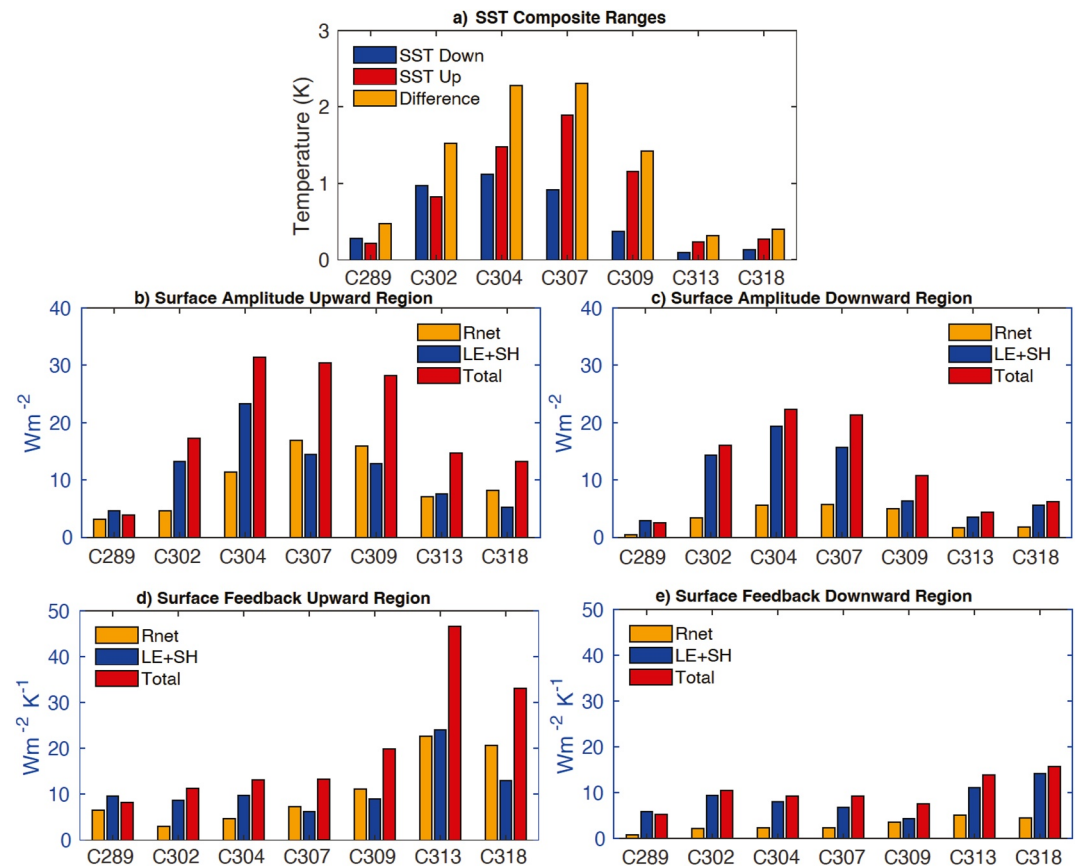 a) SST Composite Ranges
3
2
1
0
Temperature (K)
SST Down
SST Up
Difference
C289 C302 C304 C307 C309 C313 C318
b) Surface Amplitude Upward Region
40
30
20
10
0
Wm-2
Rnet
LE+SH
Total
C289 C302 C304 C307 C309 C313 C318
c) Surface Amplitude Downward Region
40
30
20
10
0
Wm-2
Rnet
LE+SH
Total
C289 C302 C304 C307 C309 C313 C318
d) Surface Feedback Upward Region
50
40
30
20
10
0
Wm-2 K-1
Rnet
LE+SH
Total
C289 C302 C304 C307 C309 C313 C318
e) Surface Feedback Downward Region
50
40
30
20
10
0
Wm-2 K-1
Rnet
LE+SH
Total
C289 C302 C304 C307 C309 C313 C318